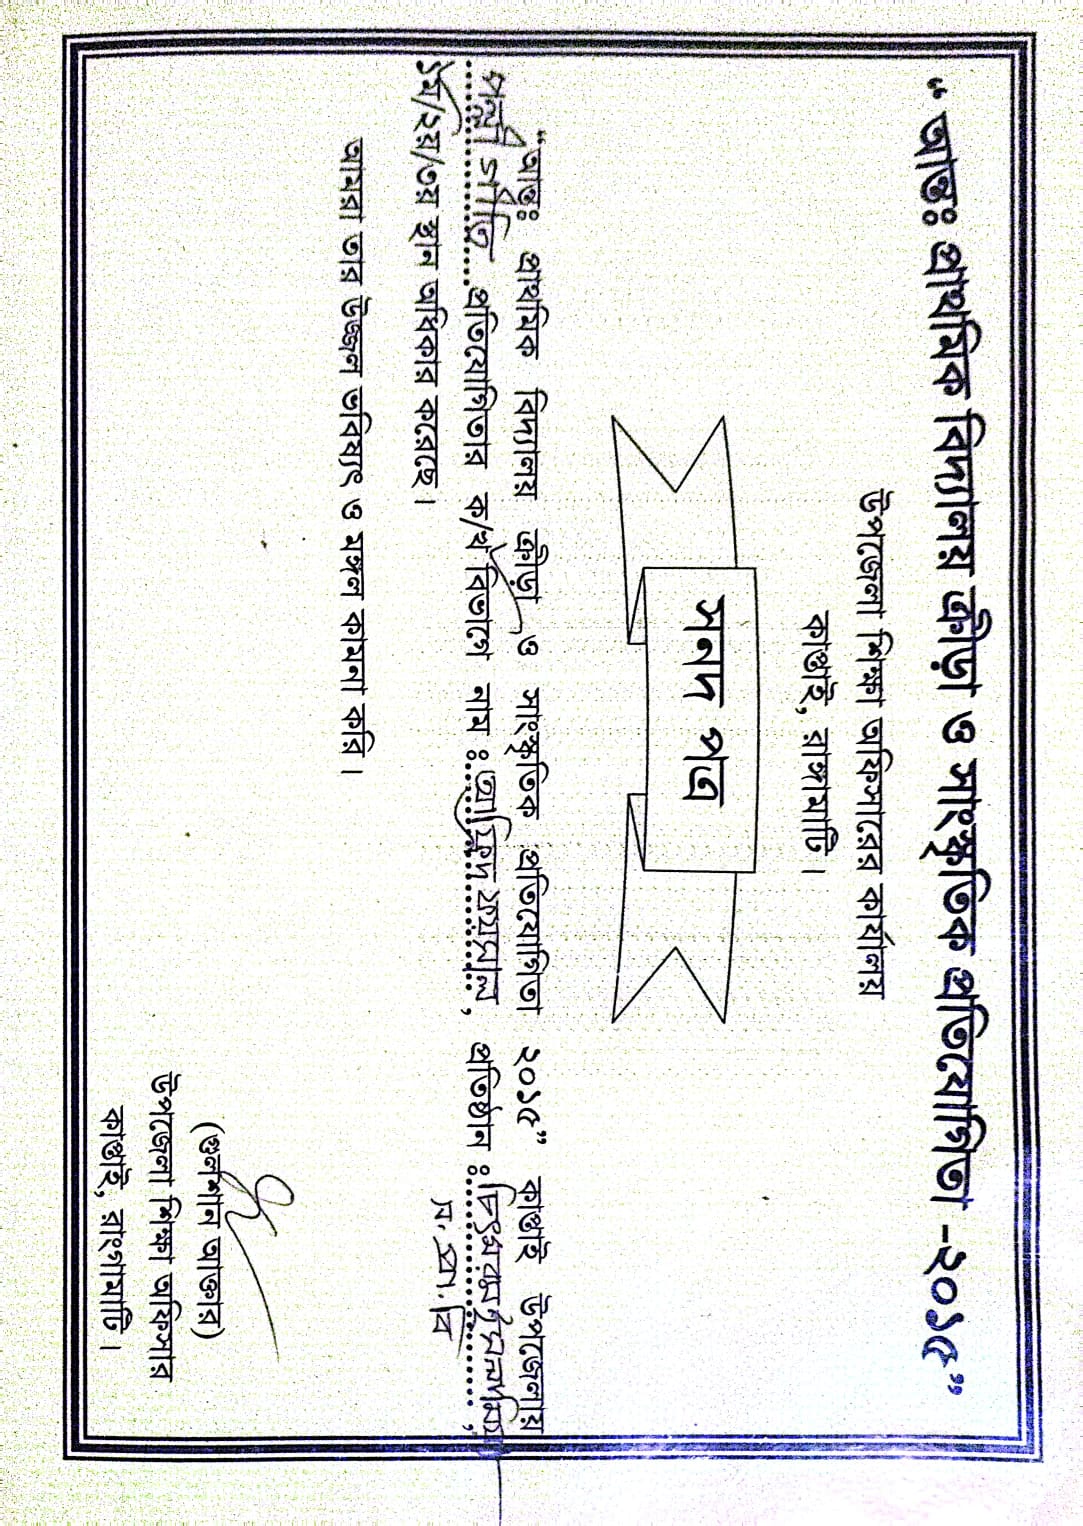 “ আন্তঃ প্রাথমিক বিদ্যালয় ক্রীড়া ও সাংস্কৃতিক প্রতিযোগিতা -২০১৫”
উপজেলা শিক্ষা অফিসারের কার্যালয়
কাপ্তাই, রাঙ্গামাটি।
সনদ পত্র
“আন্তঃ প্রাথমিক বিদ্যালয় ক্রীড়া ও সাংস্কৃতিক প্রতিযোগিতা ২০১৫” কাপ্তাই উপজেলায়
পল্লী গীতি প্রতিযোগিতার ক/খ বিভাগে নাম ঃ ফয়সাল, প্রতিষ্ঠান ঃ চিৎমরম ইসলামিয়া,
স. প্রা. বি
১ম/২য়/৩য় স্থান অধিকার করেছে।
আমরা তার উজ্জল ভবিষ্যৎ ও মঙ্গল কামনা করি।
(গুলশান আক্তার)
উপজেলা শিক্ষা অফিসার
কাপ্তাই, রাংগামাটি।